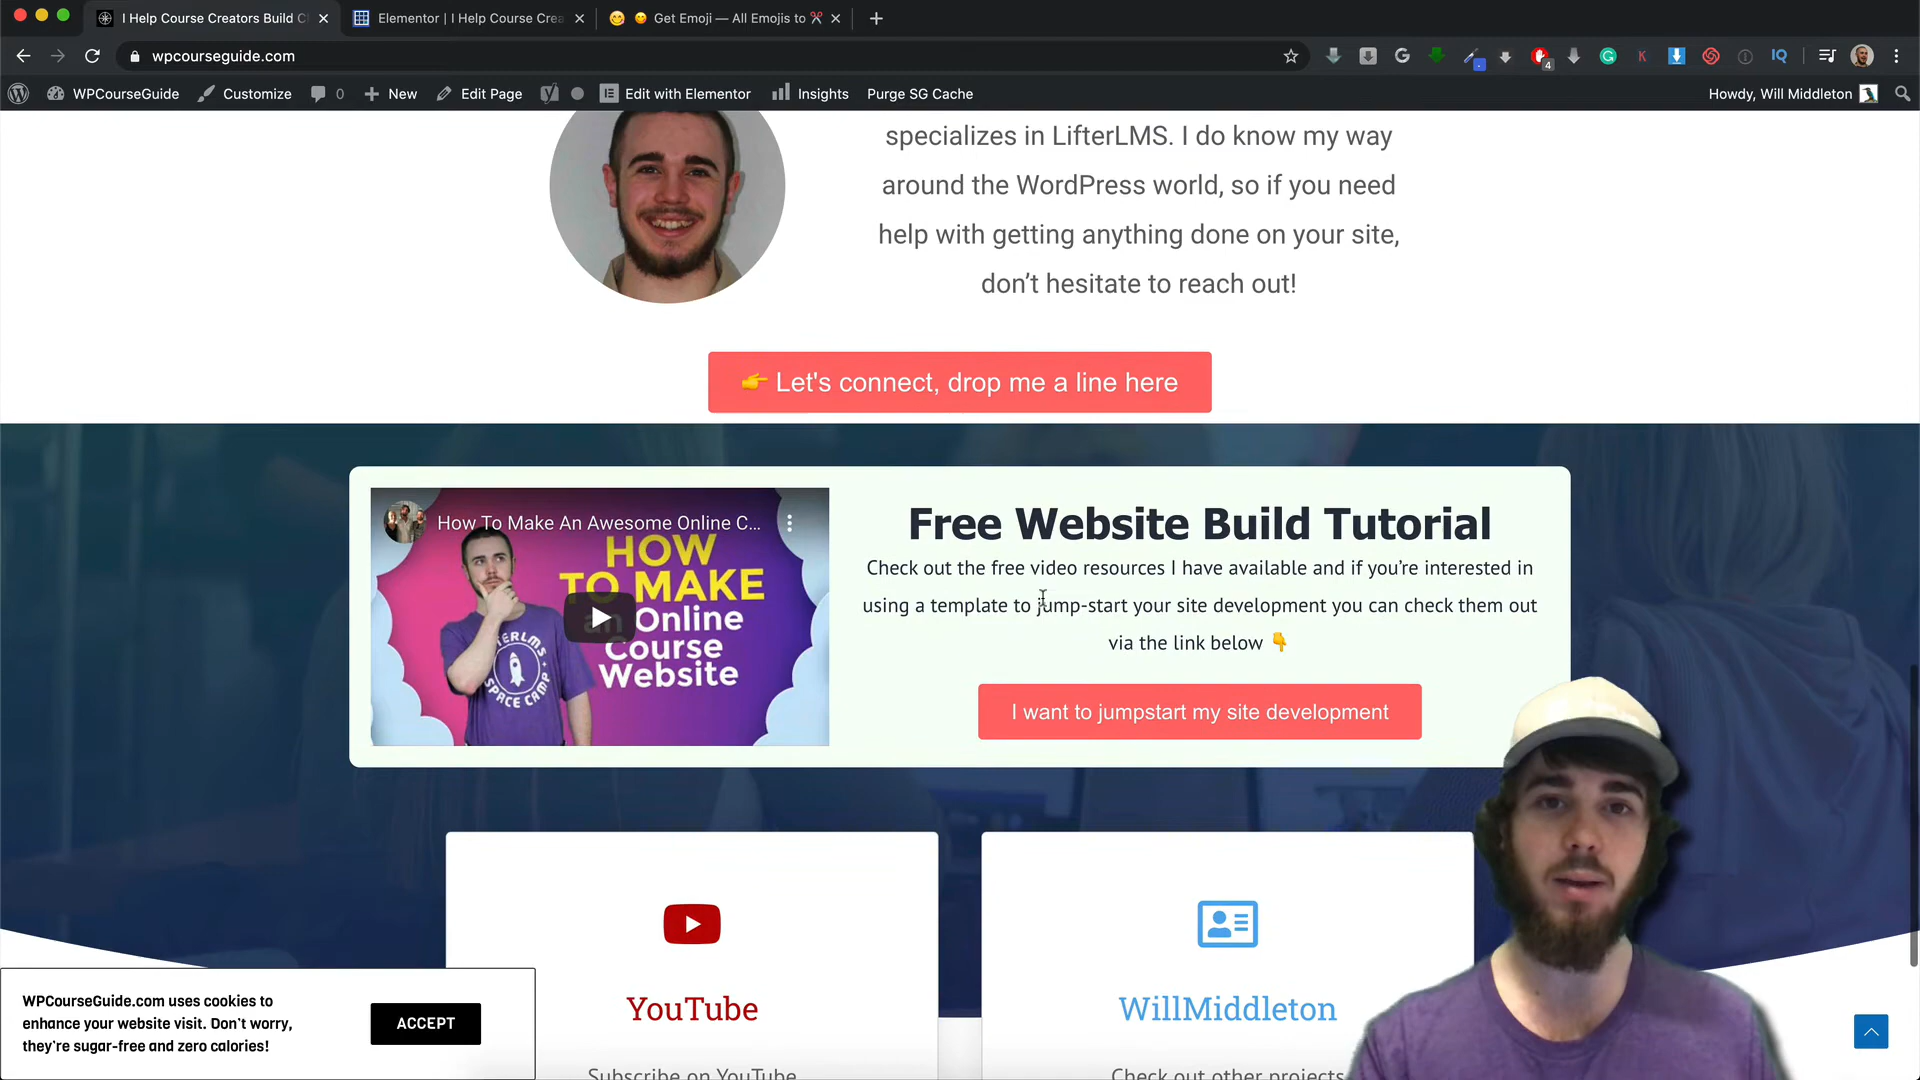 I Help Course Creators Build C
Elementor | I Help Course Crea
Get Emoji — All Emojis to
wpcourseguide.com
4
K
IQ
WPCourseGuide
Customize
0
New
Edit Page
Edit with Elementor
Insights
Purge SG Cache
Howdy, Will Middleton
specializes in LifterLMS. I do know my way
around the WordPress world, so if you need
help with getting anything done on your site,
don’t hesitate to reach out!
👉 Let's connect, drop me a line here
How To Make An Awesome Online C...
HOW
TO MAKE
an Online
Course
Website
LIFTERLMS
SPACE CAMP
Free Website Build Tutorial
Check out the free video resources I have available and if you’re interested in
using a template to jump-start your site development you can check them out
via the link below 👇
I want to jumpstart my site development
YouTube
Subscribe on YouTube
WillMiddleton
Check out other projects
WPCourseGuide.com uses cookies to
enhance your website visit. Don't worry,
they're sugar-free and zero calories!
ACCEPT